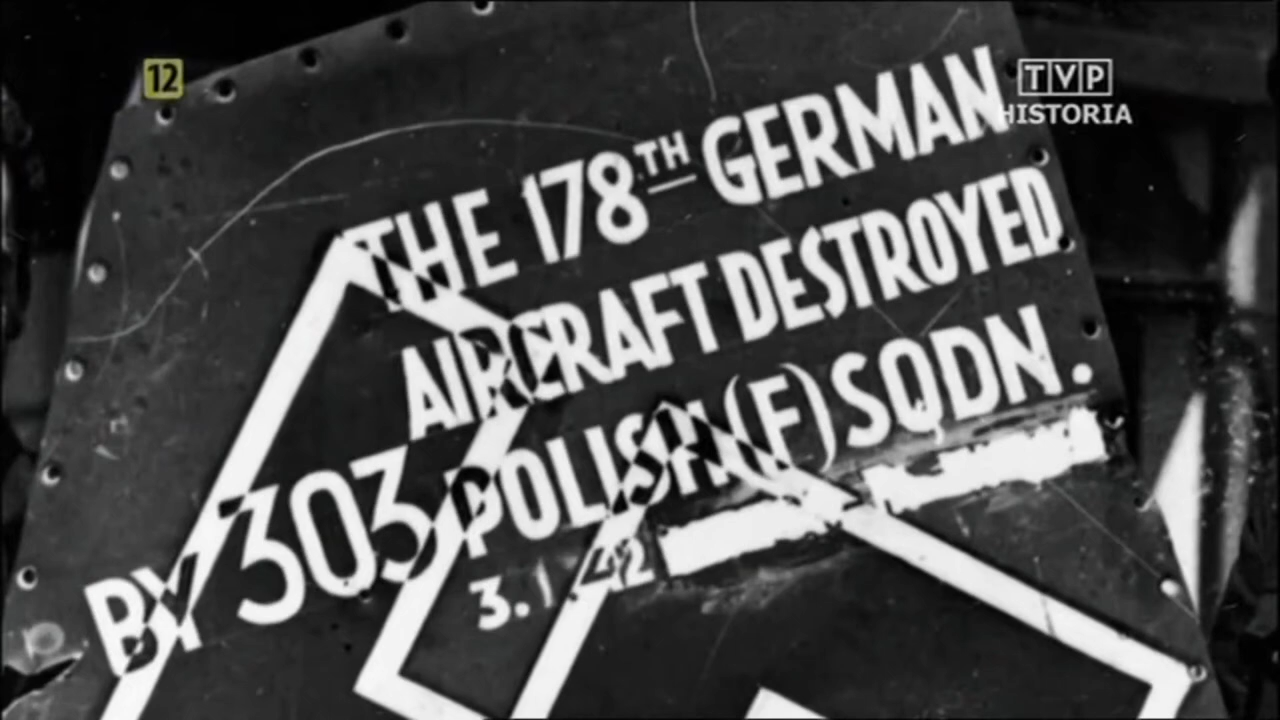 12
TVP
HISTORIA
THE 178TH GERMAN
AIRCRAFT DESTROYED
BY 303 POLISH (F) SQDN.
3. 1 42